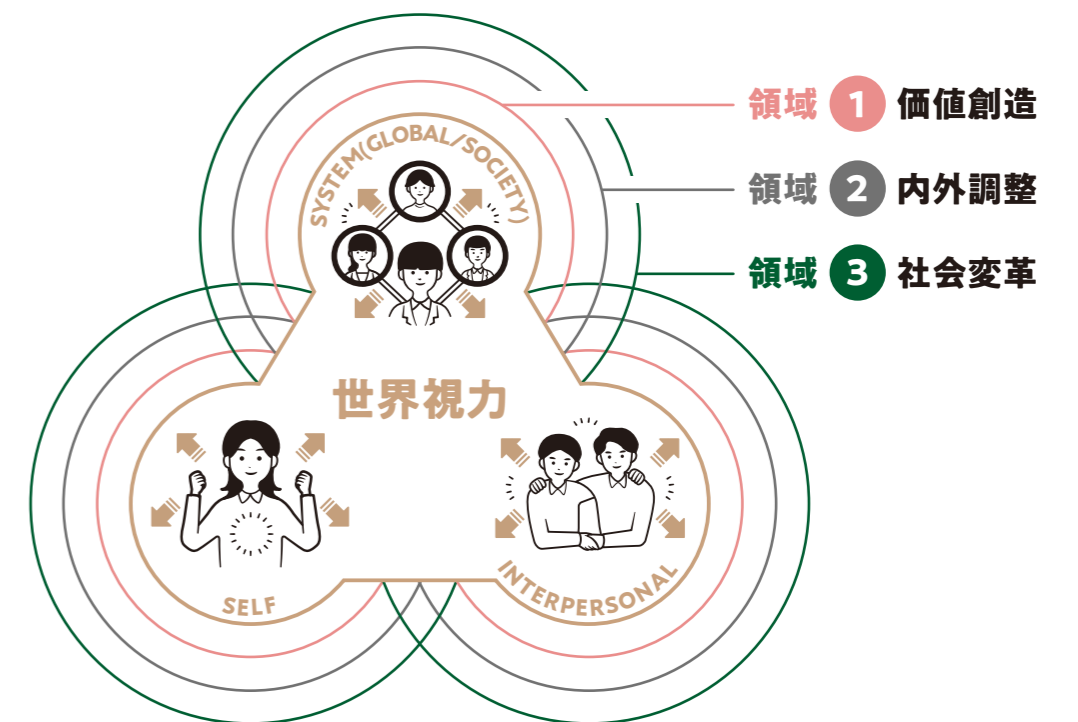 領域 1 価値創造
SYSTEM(GLOBAL/SOCIETY)
領域 2 内外調整
領域 3 社会変革
世界視力
SELF
INTERPERSONAL